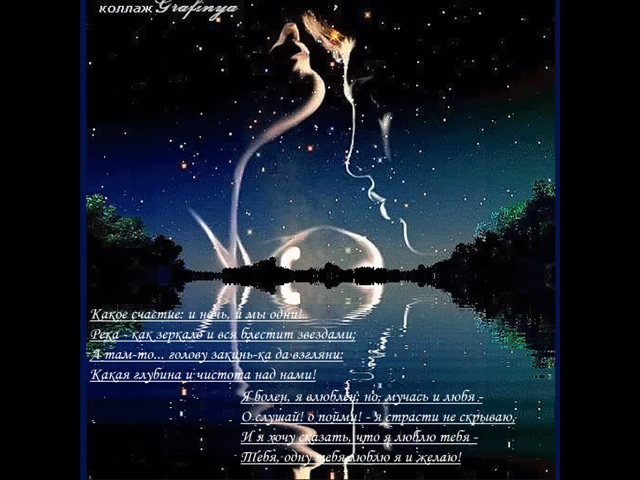 коллаж Grafinya
Какое счастье: и ночь, и мы одни!
Река - как зеркало и вся блестит звездами;
А там-то... голову закинь-ка да взгляни:
Какая глубина и чистота над нами!
Я болен, я влюблен; но, мучась и любя -
О слушай! о пойми! - я страсти не скрываю,
И я хочу сказать, что я люблю тебя -
Тебя, одну тебя люблю я и желаю!